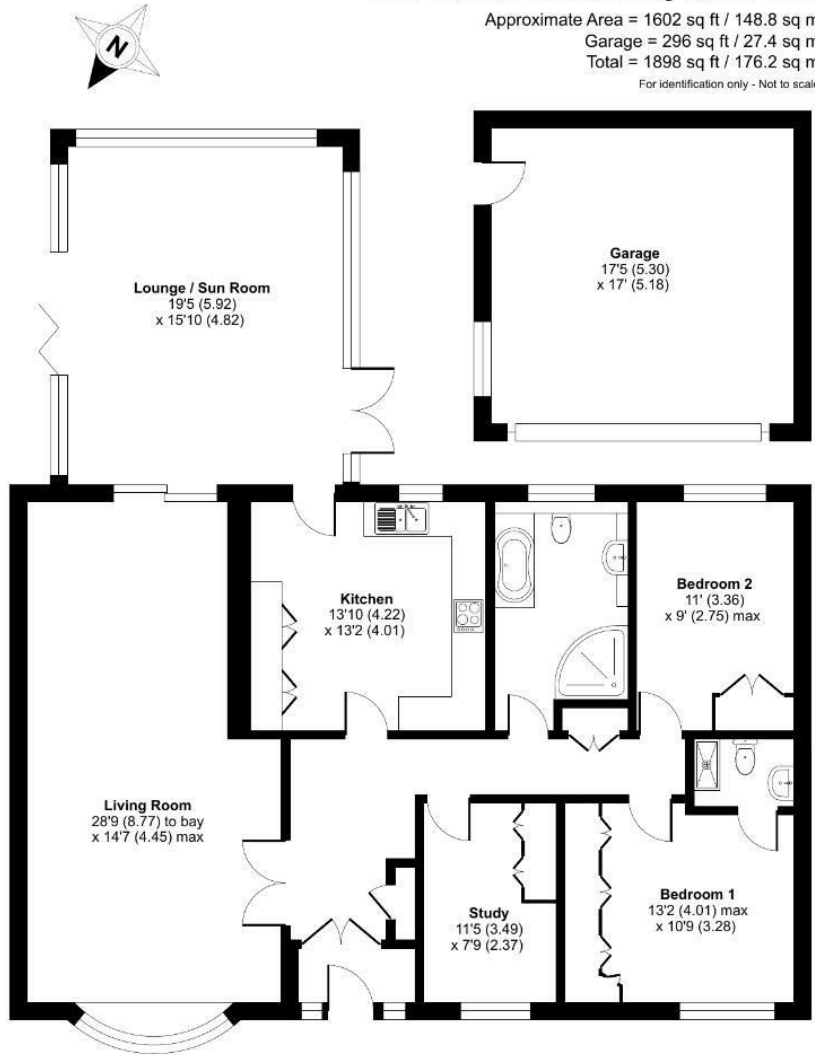 Approximate Area = 1602 sq ft / 148.8 sq m
Garage = 296 sq ft / 27.4 sq m
Total = 1898 sq ft / 176.2 sq m
For identification only - Not to scale
N
Garage
17'5 (5.30)
x 17' (5.18)
Lounge / Sun Room
19'5 (5.92)
x 15'10 (4.82)
Kitchen
13'10 (4.22)
x 13'2 (4.01)
Bedroom 2
11' (3.36)
x 9' (2.75) max
Living Room
28'9 (8.77) to bay
x 14'7 (4.45) max
Study
11'5 (3.49)
x 7'9 (2.37)
Bedroom 1
13'2 (4.01) max
x 10'9 (3.28)